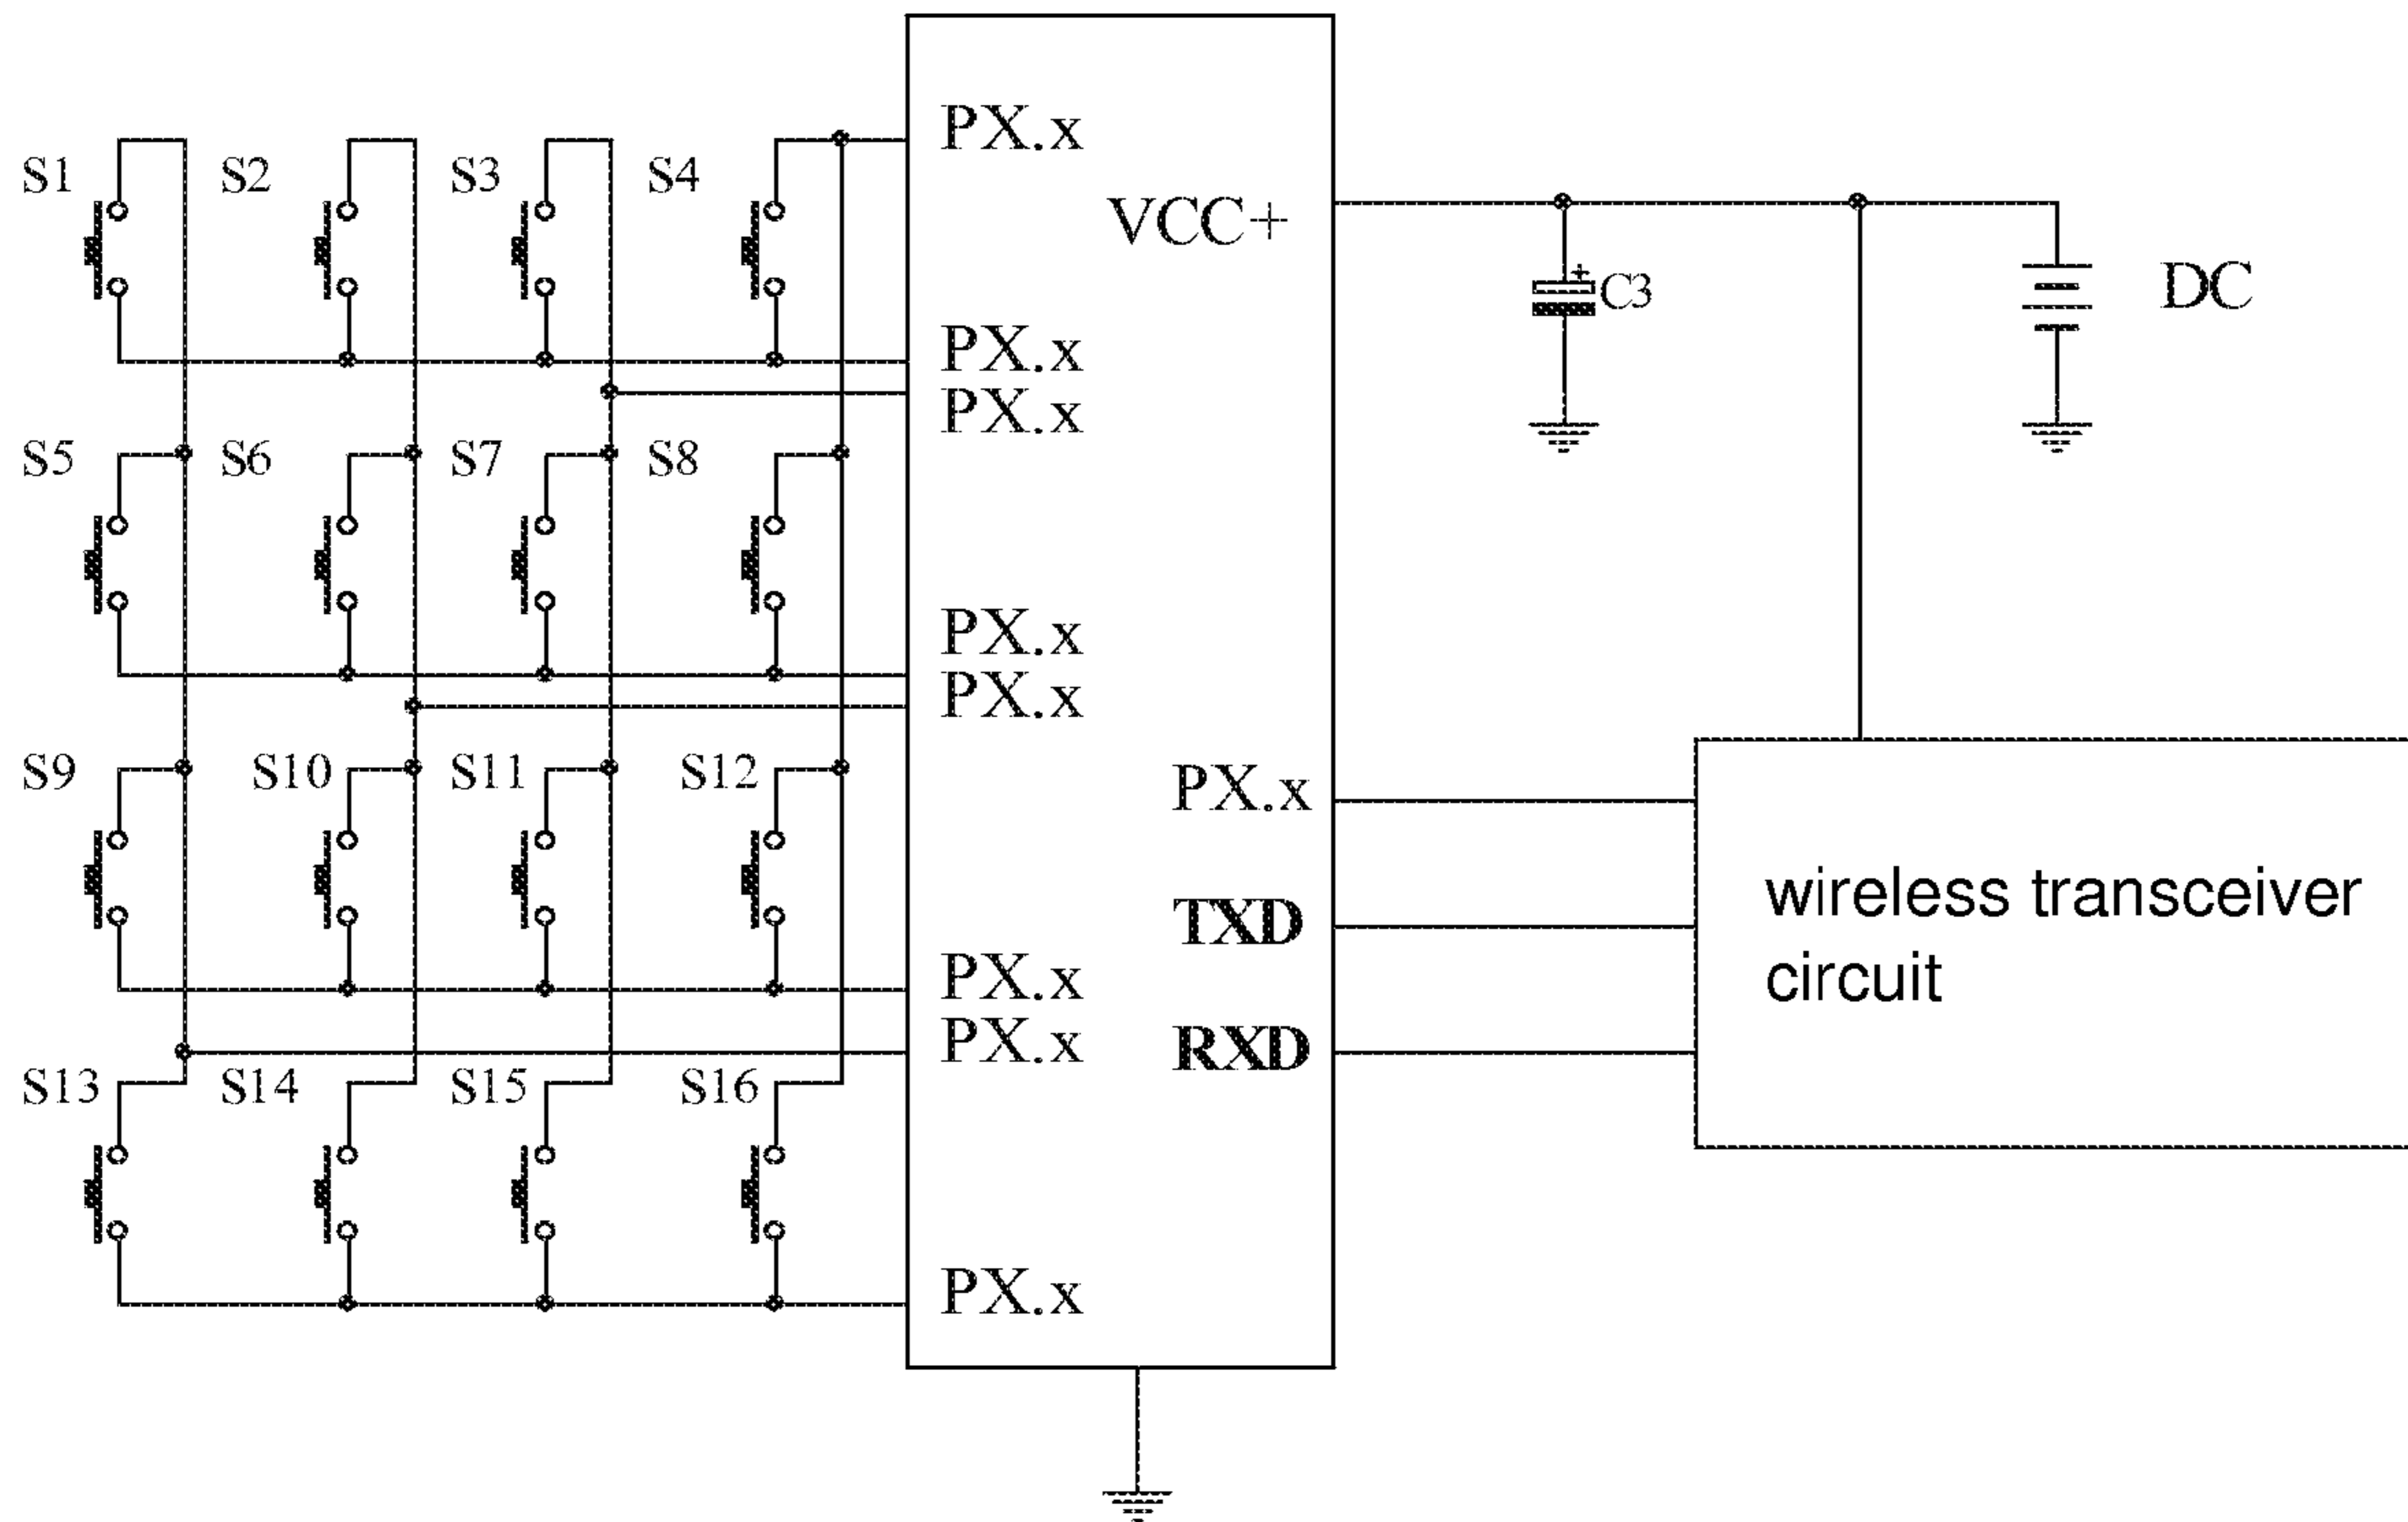 PX.x
S1 S2 S3 S4
VCC+
C3
DC
PX.x
PX.x
S5 S6 S7 S8
PX.x
PX.x
S9 S10 S11 S12
PX.x
wireless transceiver
circuit
TXD
PX.x
PX.x
RXD
S13 S14 S15 S16
PX.x